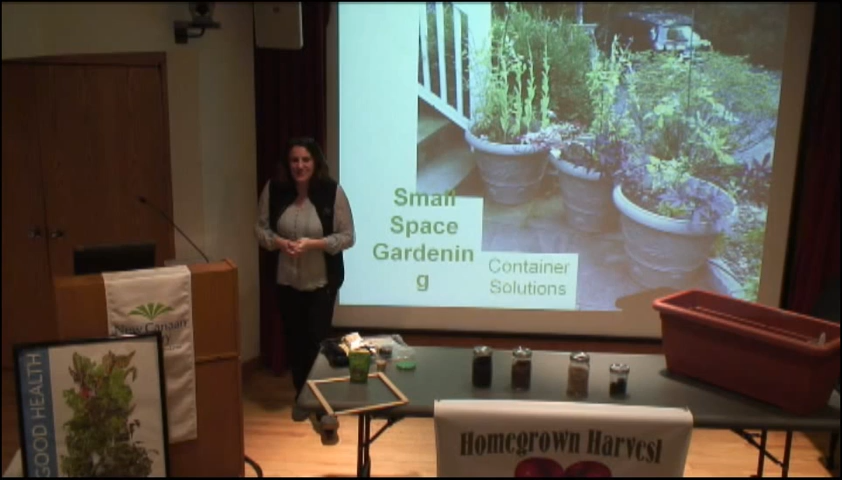 Small
Space
Gardenin
g
Container
Solutions
New Canaan
GOOD HEALTH
Homegrown Harvest